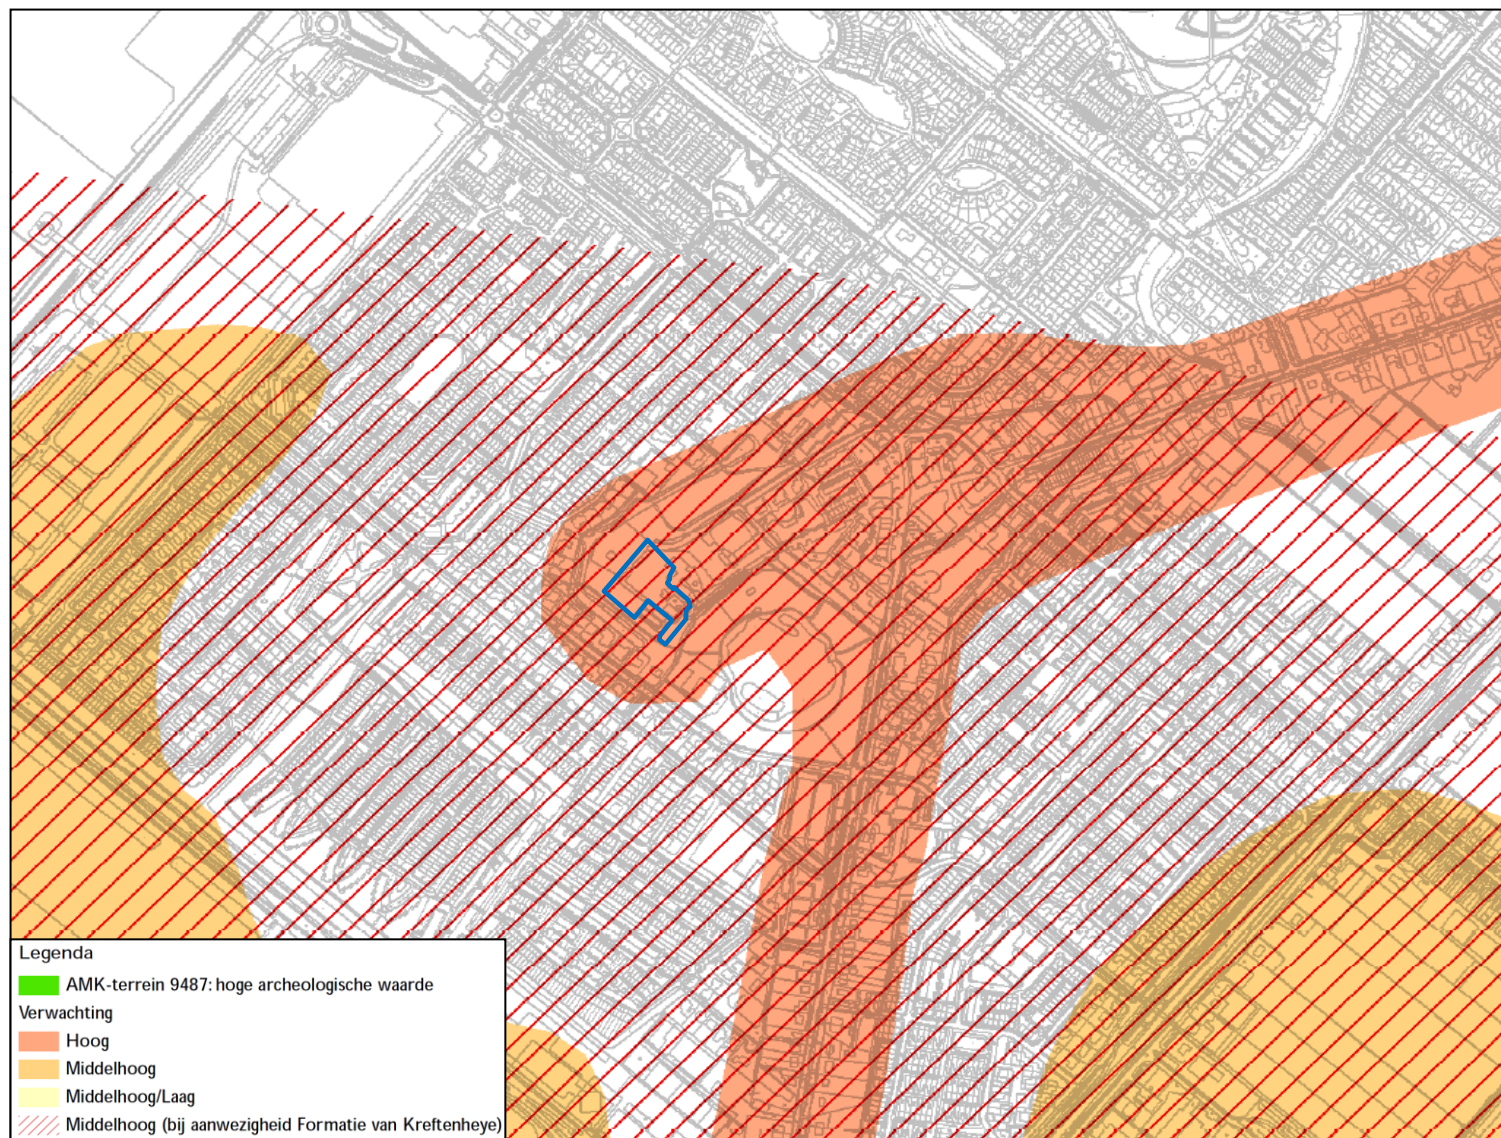 Legenda
AMK-terrein 9487: hoge archeologische waarde
Verwachting
Hoog
Middelhoog
Middelhoog/Laag
Middelhoog (bij aanwezigheid Formatie van Kreftenheye)